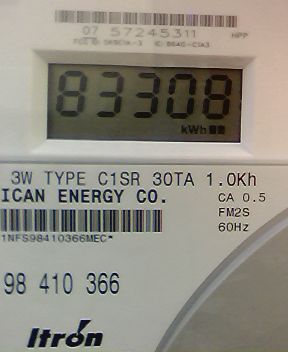 07 57245311 HPP
83308
kWh
3W TYPE C1SR 30TA 1.0Kh
ICAN ENERGY CO. CA 0.5
FM2S
1NFS98410366MEC* 60Hz
98 410 366
Itron